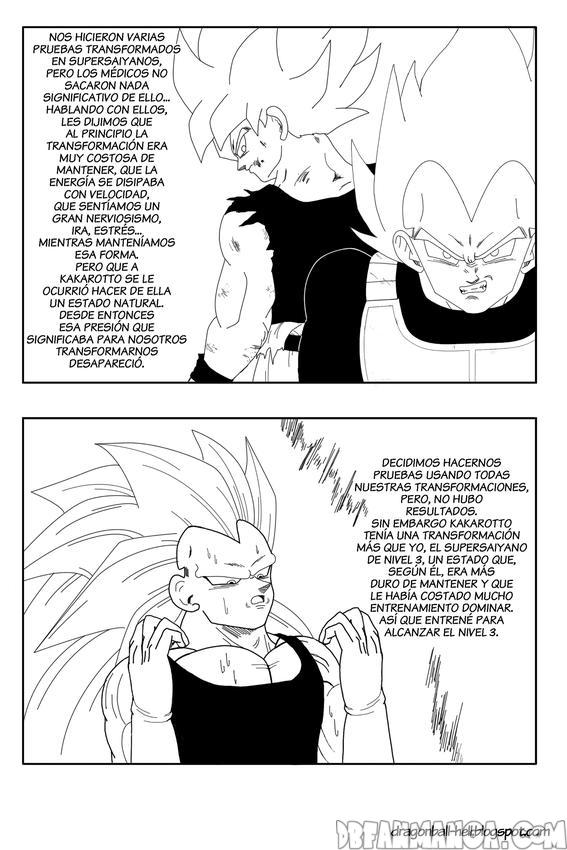 NOS HICIERON VARIAS
PRUEBAS TRANSFORMADOS
EN SUPERSAIYANOS,
PERO LOS MÉDICOS NO
SACARON NADA
SIGNIFICATIVO DE ELLO...
HABLANDO CON ELLOS,
LES DIJIMOS QUE
AL PRINCIPIO LA
TRANSFORMACIÓN ERA
MUY COSTOSA DE
MANTENER, QUE LA
ENERGÍA SE DISIPABA
CON VELOCIDAD,
QUE SENTÍAMOS UN
GRAN NERVIOSISMO,
IRA, ESTRÉS...
MIENTRAS MANTENÍAMOS
ESA FORMA.
PERO QUE A
KAKAROTTO SE LE
OCURRIÓ HACER DE ELLA
UN ESTADO NATURAL.
DESDE ENTONCES
ESA PRESIÓN QUE
SIGNIFICABA PARA NOSOTROS
TRANSFORMARNOS
DESAPARECIÓ.
DECIDIMOS HACERNOS
PRUEBAS USANDO TODAS
NUESTRAS TRANSFORMACIONES,
PERO, NO HUBO
RESULTADOS.
SIN EMBARGO KAKAROTTO
TENÍA UNA TRANSFORMACIÓN
MÁS QUE YO, EL SUPERSAIYANO
DE NIVEL 3, UN ESTADO QUE,
SEGÚN ÉL, ERA MÁS
DURO DE MANTENER Y QUE
LE HABÍA COSTADO MUCHO
ENTRENAMIENTO DOMINAR.
ASÍ QUE ENTRENÉ PARA
ALCANZAR EL NIVEL 3.
dragonball-hell.blogspot.com
DBFANMANGA.COM